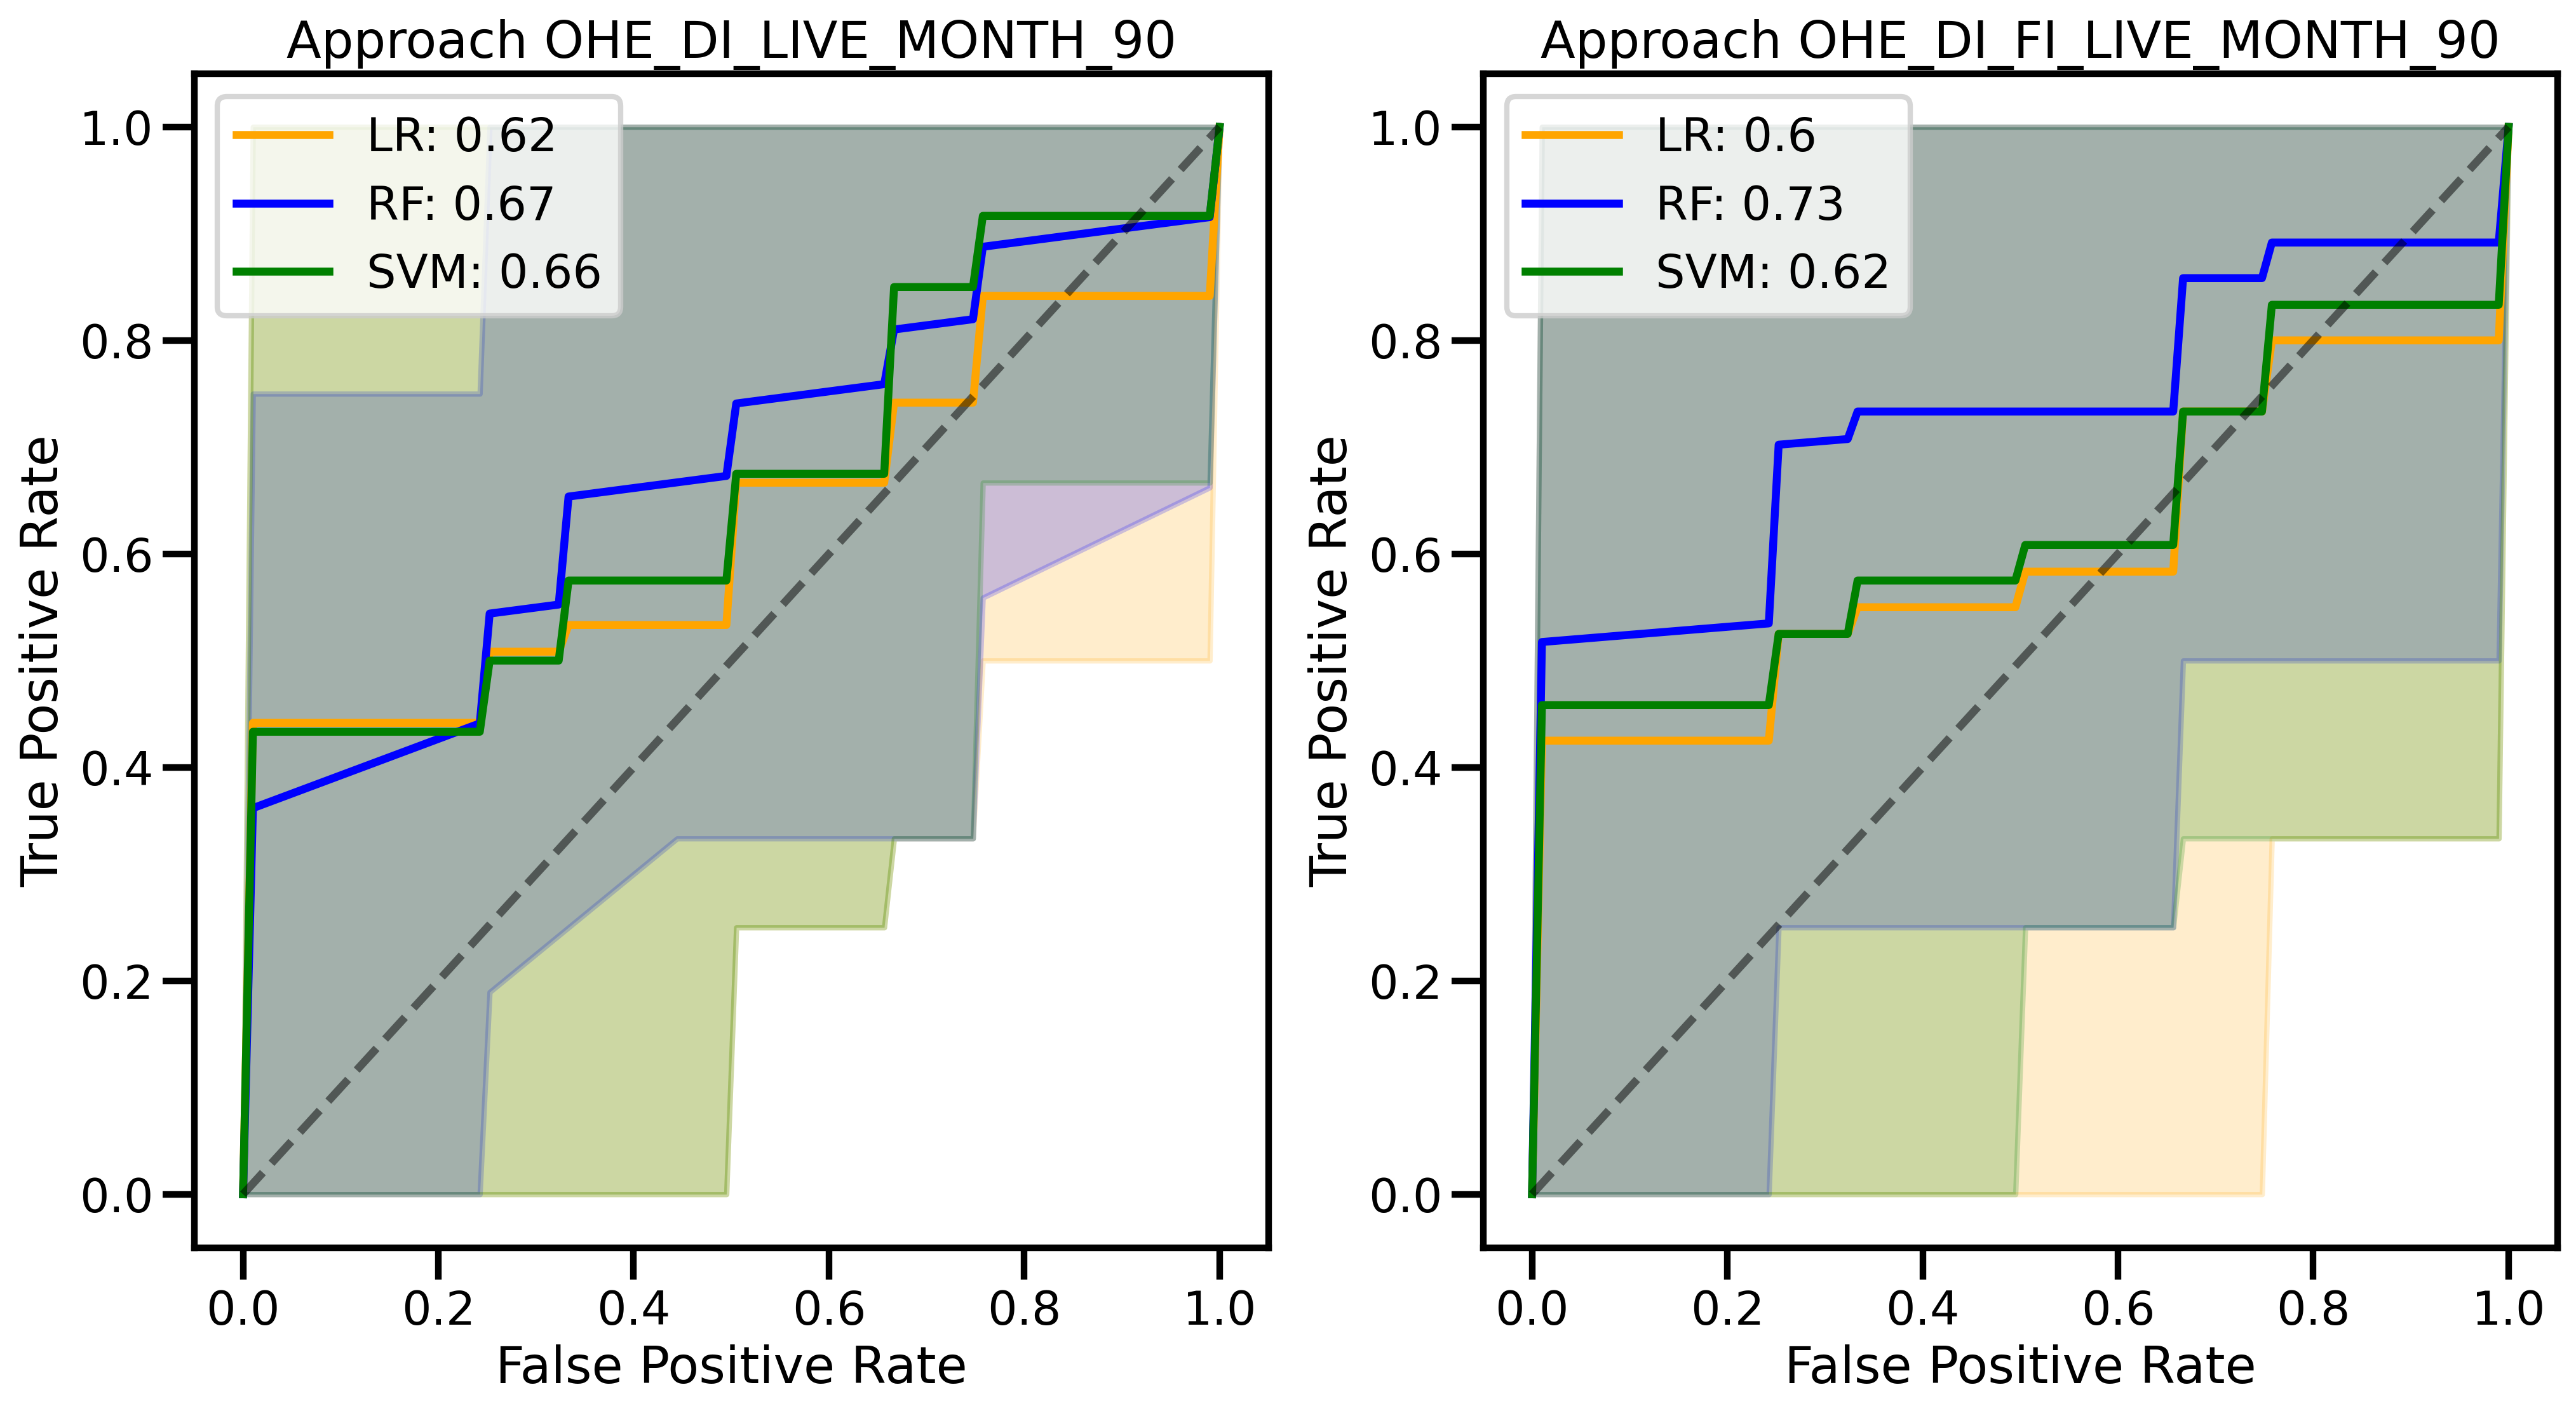 Approach OHE_DI_LIVE_MONTH_90
LR: 0.62
RF: 0.67
SVM: 0.66
1.0
0.8
0.6
0.4
0.2
0.0
True Positive Rate
0.0 0.2 0.4 0.6 0.8 1.0
False Positive Rate
Approach OHE_DI_FI_LIVE_MONTH_90
LR: 0.6
RF: 0.73
SVM: 0.62
1.0
0.8
0.6
0.4
0.2
0.0
True Positive Rate
0.0 0.2 0.4 0.6 0.8 1.0
False Positive Rate